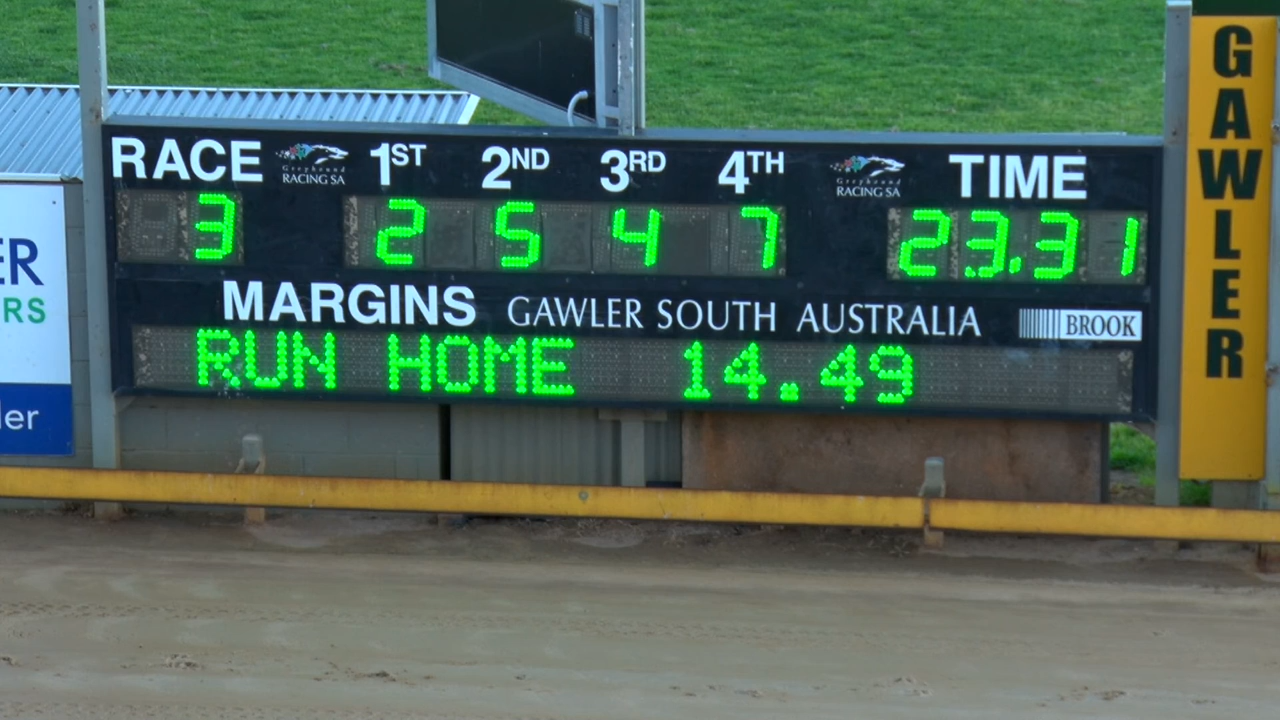 RACE 1ST 2ND 3RD 4TH TIME
Greyhound RACING SA
Greyhound RACING SA
3 2 5 4 7 23.31
MARGINS GAWLER SOUTH AUSTRALIA BROOK
RUN HOME 14.49
GAWLER
ER
RS
ler